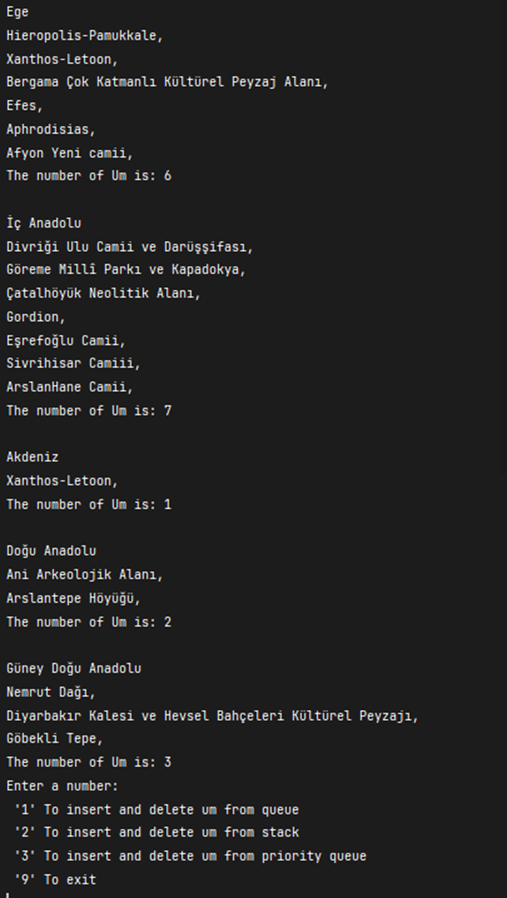 Ege
Hieropolis-Pamukkale,
Xanthos-Letoon,
Bergama Çok Katmanlı Kültürel Peyzaj Alanı,
Efes,
Aphrodisias,
Afyon Yeni camii,
The number of Um is: 6
İç Anadolu
Divriği Ulu Camii ve Darüşşifası,
Göreme Millî Parkı ve Kapadokya,
Çatalhöyük Neolitik Alanı,
Gordion,
Eşrefoğlu Camii,
Sivrihisar Camiii,
ArslanHane Camii,
The number of Um is: 7
Akdeniz
Xanthos-Letoon,
The number of Um is: 1
Doğu Anadolu
Ani Arkeolojik Alanı,
Arslantepe Höyüğü,
The number of Um is: 2
Güney Doğu Anadolu
Nemrut Dağı,
Diyarbakır Kalesi ve Hevsel Bahçeleri Kültürel Peyzajı,
Göbekli Tepe,
The number of Um is: 3
Enter a number:
'1' To insert and delete um from queue
'2' To insert and delete um from stack
'3' To insert and delete um from priority queue
'9' To exit